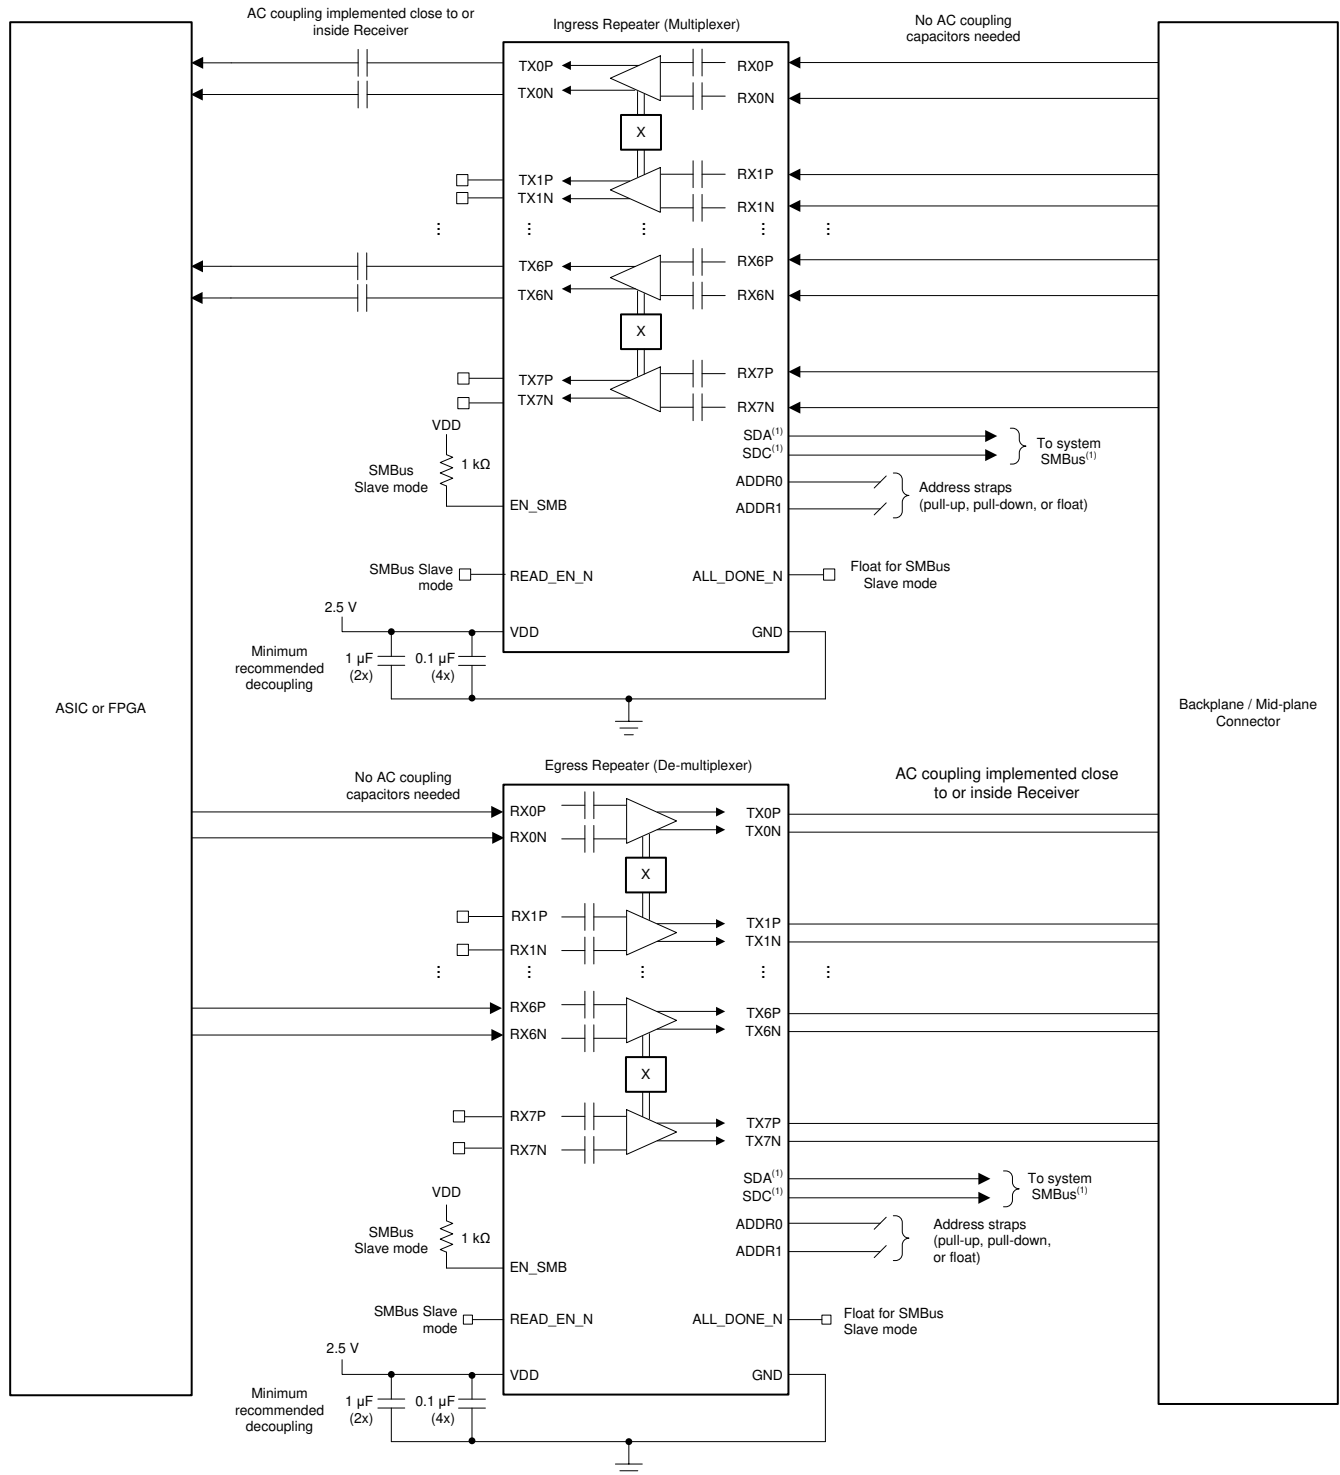 AC coupling implemented close to or
inside Receiver
Ingress Repeater (Multiplexer)
No AC coupling
capacitors needed
TX0P
RX0P
TX0N
RX0N
X
TX1P
RX1P
TX1N
RX1N
TX6P
RX6P
TX6N
RX6N
X
TX7P
RX7P
TX7N
RX7N
VDD
1 kΩ
SMBus
Slave mode
EN_SMB
SDA(1)
SDC(1)
To system
SMBus(1)
ADDR0
ADDR1
Address straps
(pull-up, pull-down, or float)
SMBus Slave
mode
READ_EN_N
ALL_DONE_N
Float for SMBus
Slave mode
2.5 V
VDD
GND
Minimum
recommended
decoupling
1 µF
(2x)
0.1 µF
(4x)
ASIC or FPGA
Backplane / Mid-plane
Connector
Egress Repeater (De-multiplexer)
No AC coupling
capacitors needed
AC coupling implemented close
to or inside Receiver
RX0P
TX0P
RX0N
TX0N
X
RX1P
TX1P
RX1N
TX1N
RX6P
TX6P
RX6N
TX6N
X
RX7P
TX7P
RX7N
TX7N
VDD
1 kΩ
SMBus
Slave mode
EN_SMB
SDA(1)
SDC(1)
To system
SMBus(1)
ADDR0
ADDR1
Address straps
(pull-up, pull-down,
or float)
SMBus Slave
mode
READ_EN_N
ALL_DONE_N
Float for SMBus
Slave mode
2.5 V
VDD
GND
Minimum
recommended
decoupling
1 µF
(2x)
0.1 µF
(4x)